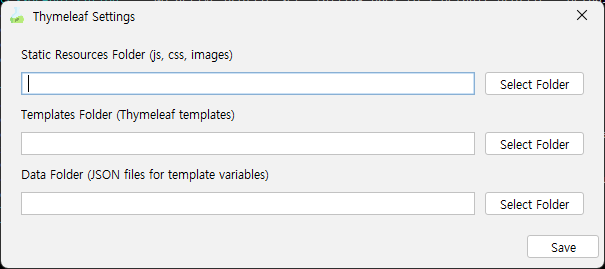 Thymeleaf Settings
Static Resources Folder (js, css, images)
Select Folder
Templates Folder (Thymeleaf templates)
Select Folder
Data Folder (JSON files for template variables)
Select Folder
Save